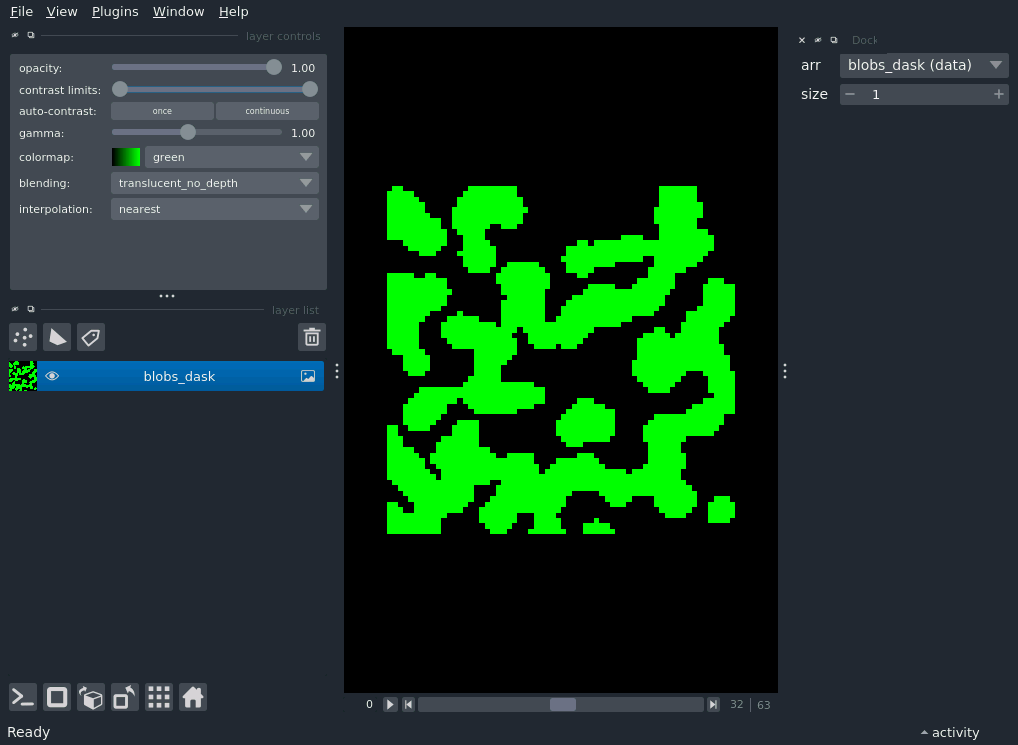 File View Plugins Window Help
layer controls
opacity: 1.00
contrast limits:
auto-contrast: once continuous
gamma: 1.00
colormap: green
blending: translucent_no_depth
interpolation: nearest
layer list
blobs_dask
0 32 63
Dock
arr blobs_dask (data)
size 1
Ready
activity